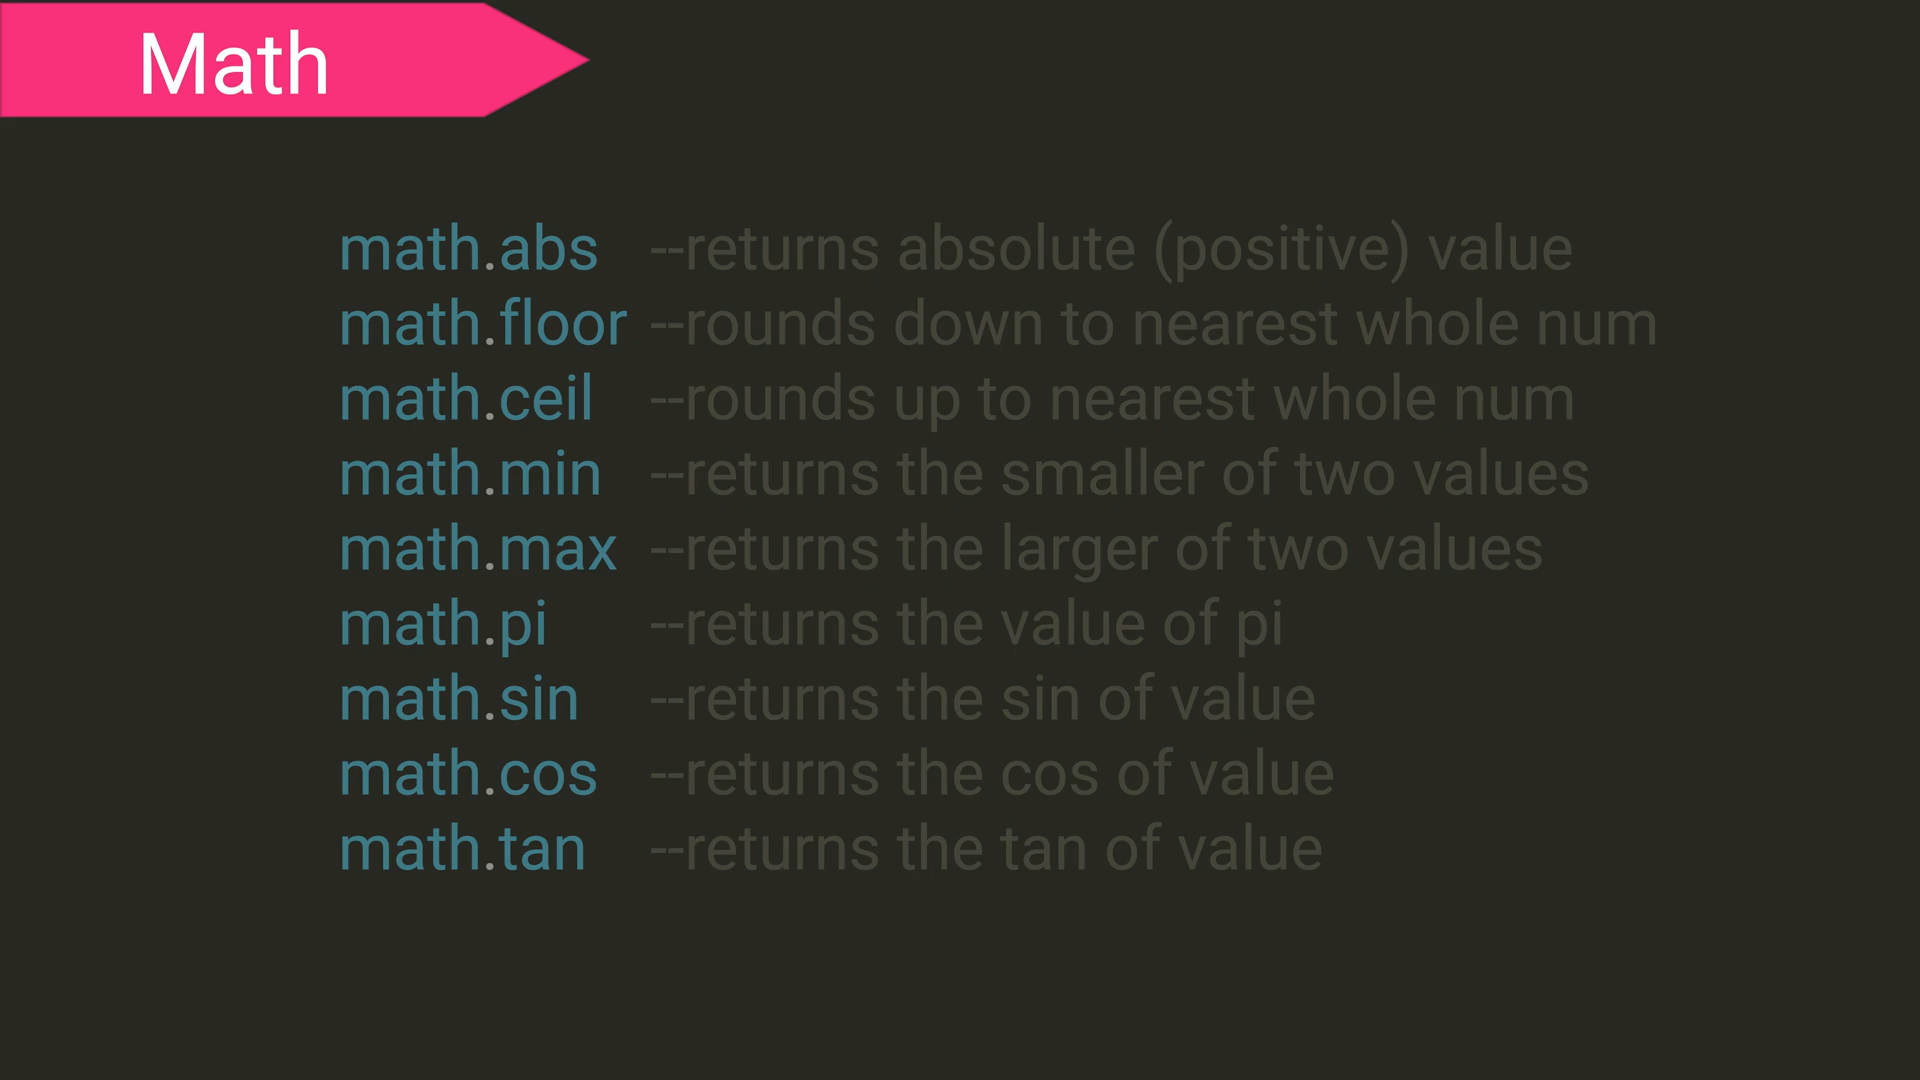 Math
math.abs --returns absolute (positive) value
math.floor --rounds down to nearest whole num
math.ceil --rounds up to nearest whole num
math.min --returns the smaller of two values
math.max --returns the larger of two values
math.pi --returns the value of pi
math.sin --returns the sin of value
math.cos --returns the cos of value
math.tan --returns the tan of value